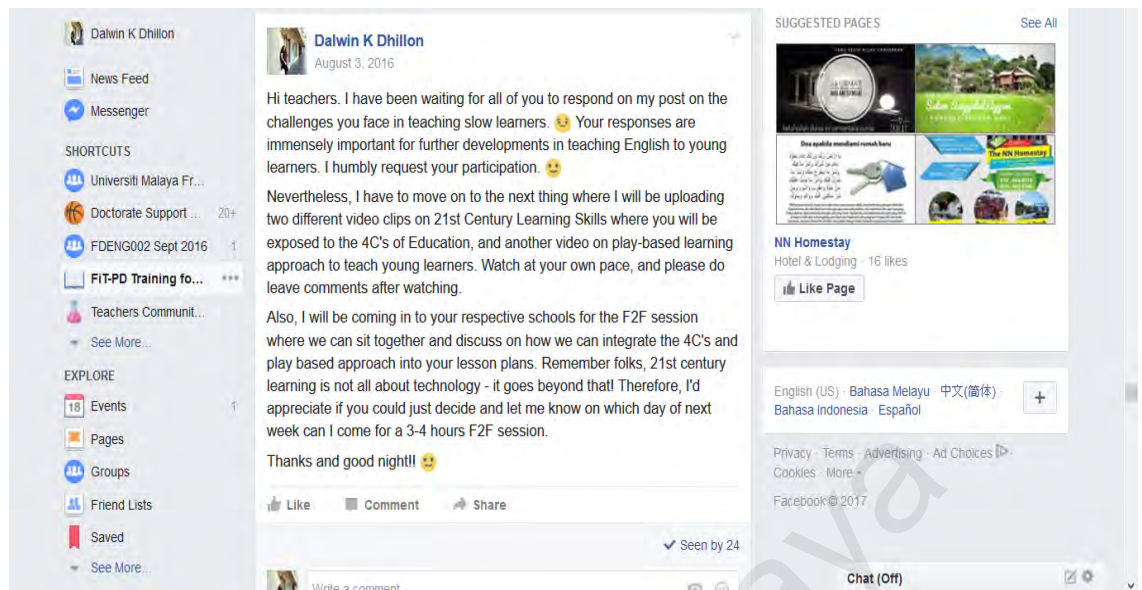 Dalwin K Dhillon
News Feed
Messenger
SHORTCUTS
Universiti Malaya Fr...
Doctorate Support ... 20+
FDENG002 Sept 2016 1
FiT-PD Training fo...
Teachers Communit...
See More...
EXPLORE
18 Events 1
Pages
Groups
Friend Lists
Saved
See More...
Dalwin K Dhillon
August 3, 2016
Hi teachers. I have been waiting for all of you to respond on my post on the
challenges you face in teaching slow learners. Your responses are
immensely important for further developments in teaching English to young
learners. I humbly request your participation.
Nevertheless, I have to move on to the next thing where I will be uploading
two different video clips on 21st Century Learning Skills where you will be
exposed to the 4C's of Education, and another video on play-based learning
approach to teach young learners. Watch at your own pace, and please do
leave comments after watching.
Also, I will be coming in to your respective schools for the F2F session
where we can sit together and discuss on how we can integrate the 4C's and
play based approach into your lesson plans. Remember folks, 21st century
learning is not all about technology - it goes beyond that! Therefore, I'd
appreciate if you could just decide and let me know on which day of next
week can I come for a 3-4 hours F2F session.
Thanks and good night!!
Like Comment Share
Seen by 24
Write a comment
SUGGESTED PAGES See All
Doa apabila mendiami rumah baru
The NN Homestay
NN Homestay
Hotel & Lodging · 16 likes
Like Page
English (US) · Bahasa Melayu · 中文(简体) ·
Bahasa Indonesia · Español
Privacy · Terms · Advertising · Ad Choices ·
Cookies · More
Facebook © 2017
Chat (Off)